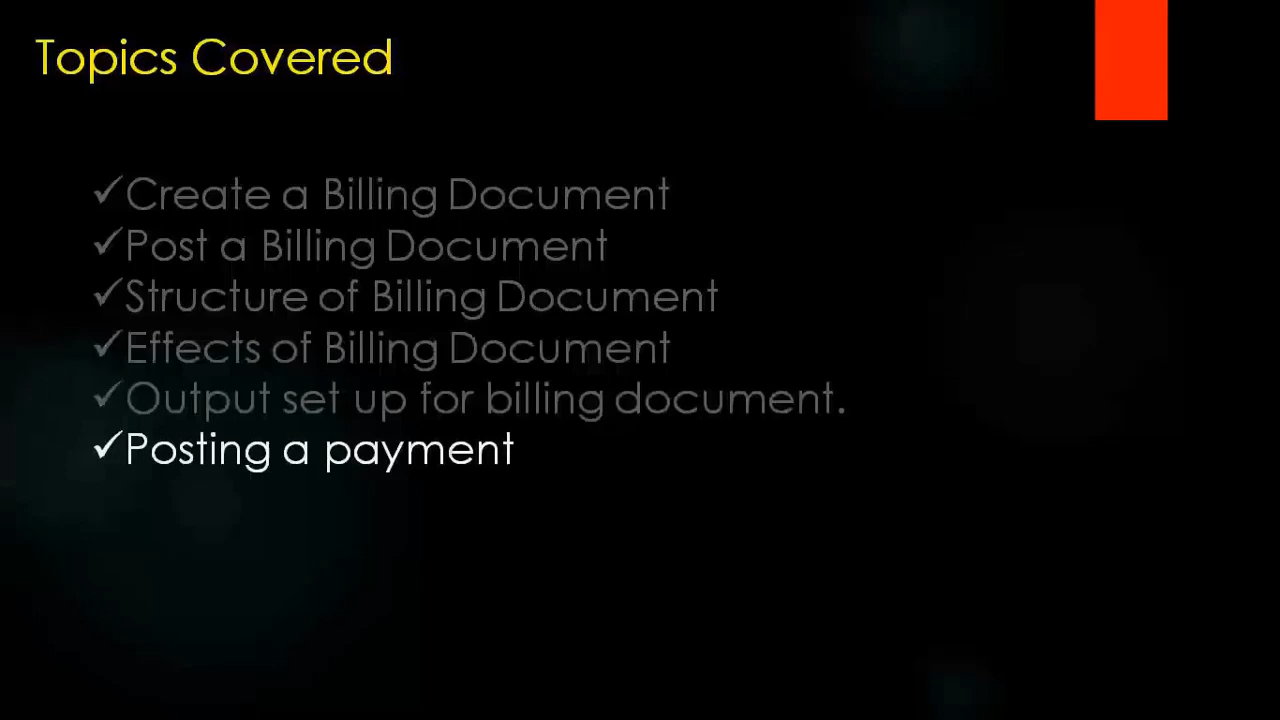 Topics Covered
✓Create a Billing Document
✓Post a Billing Document
✓Structure of Billing Document
✓Effects of Billing Document
✓Output set up for billing document.
✓Posting a payment